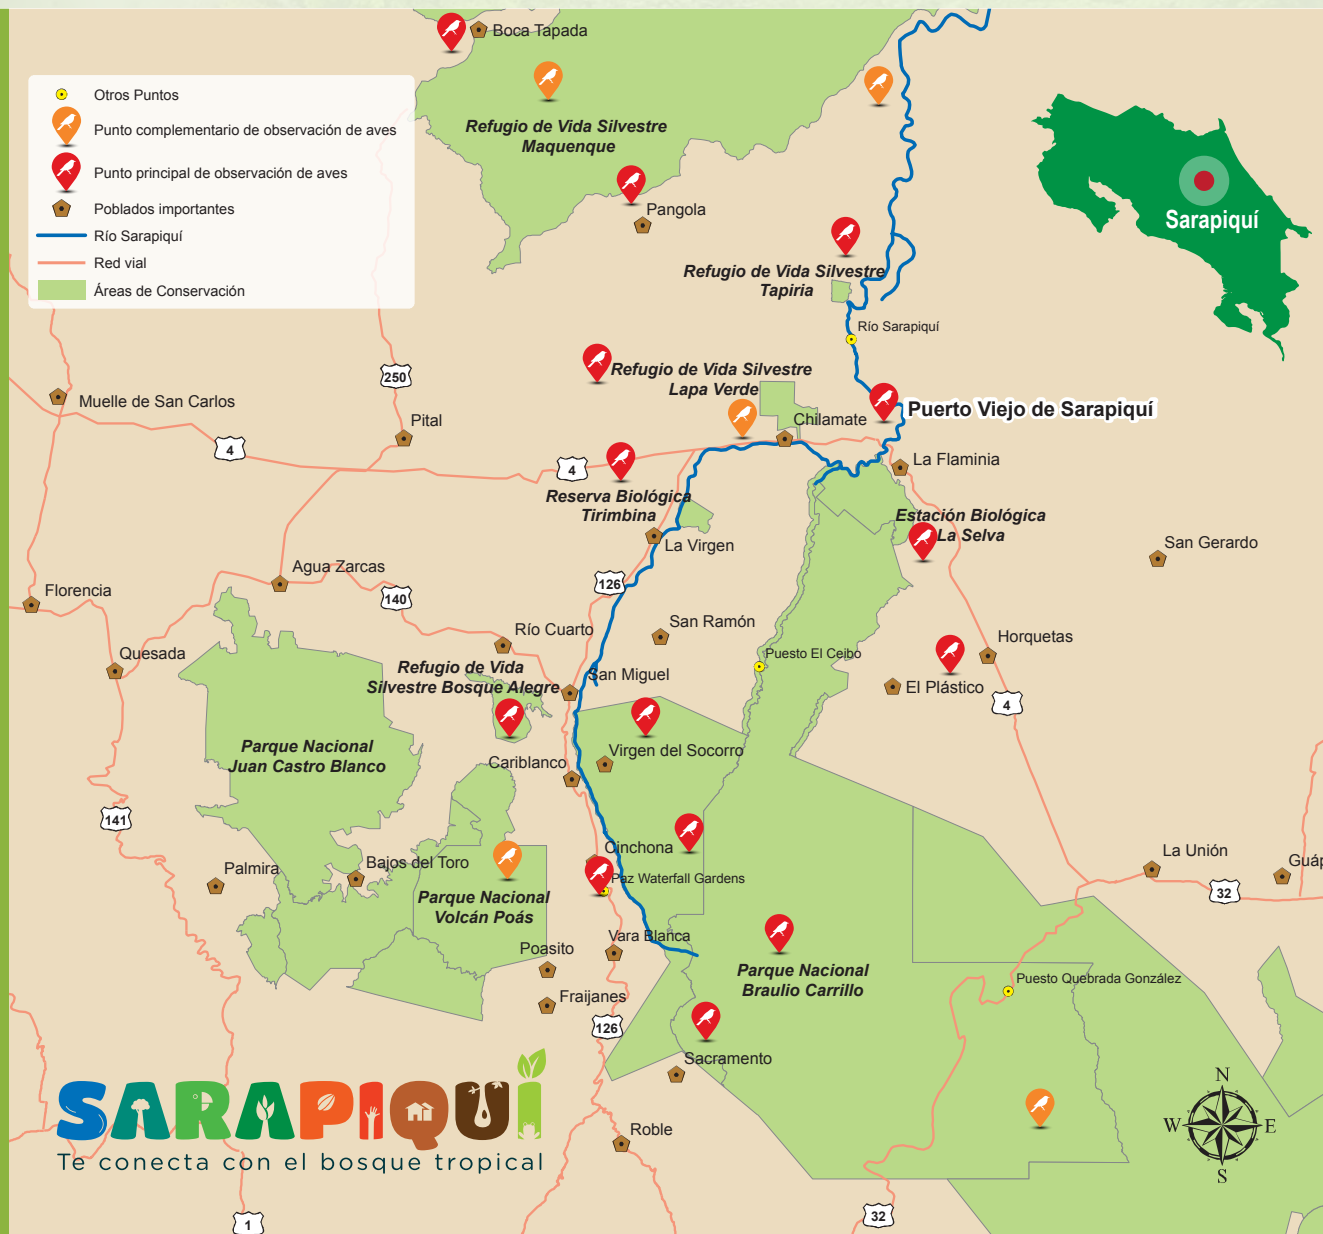 Boca Tapada
Otros Puntos
Punto complementario de observación de aves
Punto principal de observación de aves
Poblados importantes
Río Sarapiquí
Red vial
Áreas de Conservación
Refugio de Vida Silvestre
Maquenque
Pangola
Sarapiquí
Refugio de Vida Silvestre
Tapiria
Río Sarapiquí
250
Refugio de Vida Silvestre
Lapa Verde
Muelle de San Carlos
Pital
Chilamate
Puerto Viejo de Sarapiquí
4
4
La Flaminia
Reserva Biológica
Tirimbina
Estación Biológica
La Selva
La Virgen
San Gerardo
Agua Zarcas
126
140
Florencia
Río Cuarto
San Ramón
Horquetas
Quesada
Puesto El Ceibo
Refugio de Vida
Silvestre Bosque Alegre
San Miguel
El Plástico
4
Parque Nacional
Juan Castro Blanco
Virgen del Socorro
Cariblanco
141
Cinchona
Palmira
Bajos del Toro
Paz Waterfall Gardens
La Unión
Guáp
32
Parque Nacional
Volcán Poás
Vara Blanca
Poasito
Parque Nacional
Braulio Carrillo
Puesto Quebrada González
Fraijanes
126
Sacramento
SARAPIQUÍ
Te conecta con el bosque tropical
Roble
N
W
E
S
1
32